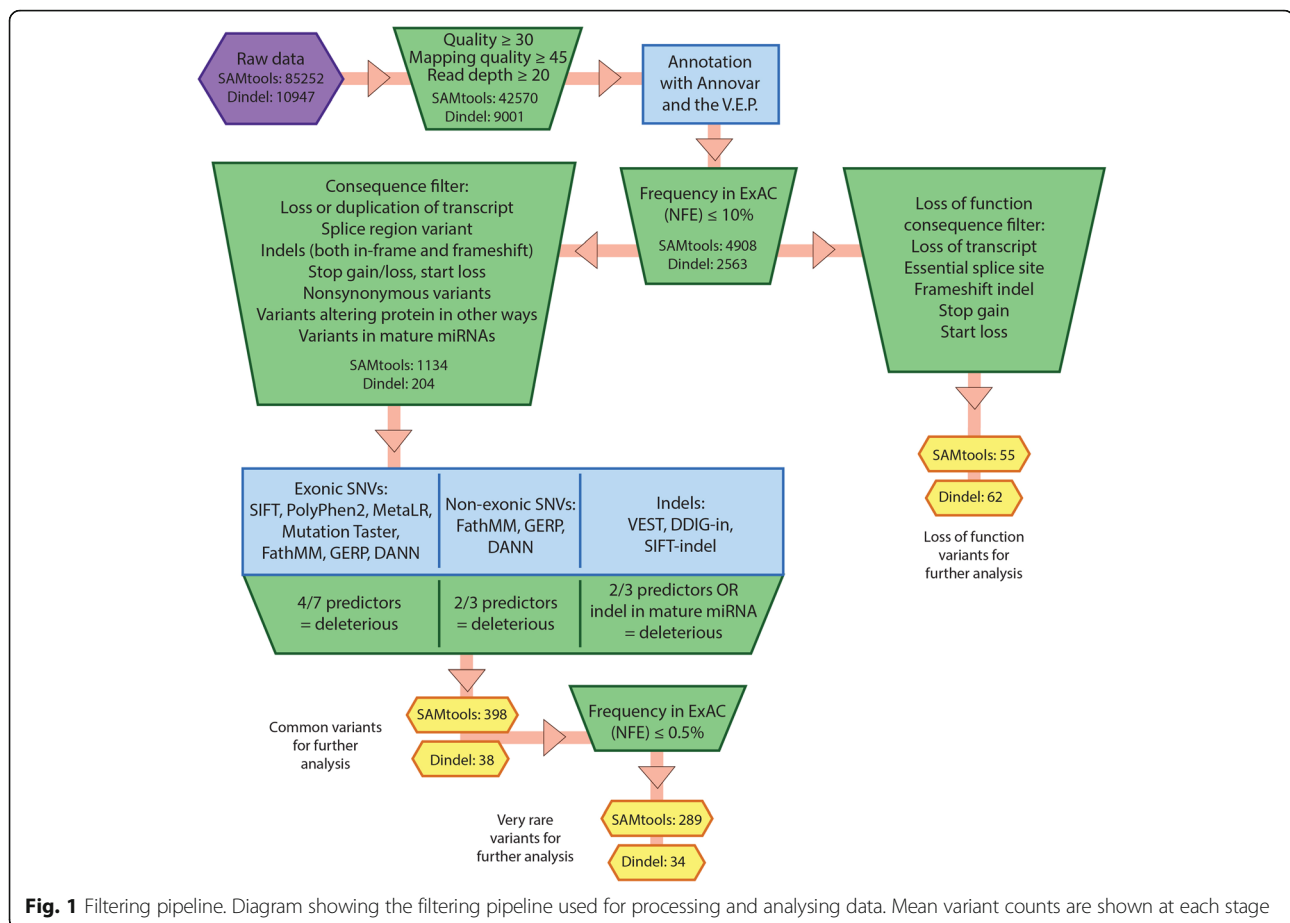 Raw data
SAMtools: 85252
Dindel: 10947
Quality ≥ 30
Mapping quality ≥ 45
Read depth ≥ 20
SAMtools: 42570
Dindel: 9001
Annotation
with Annovar
and the V.E.P.
Frequency in ExAC
(NFE) ≤ 10%
SAMtools: 4908
Dindel: 2563
Consequence filter:
Loss or duplication of transcript
Splice region variant
Indels (both in-frame and frameshift)
Stop gain/loss, start loss
Nonsynonymous variants
Variants altering protein in other ways
Variants in mature miRNAs
SAMtools: 1134
Dindel: 204
Loss of function
consequence filter:
Loss of transcript
Essential splice site
Frameshift indel
Stop gain
Start loss
SAMtools: 55
Dindel: 62
Loss of function
variants for
further analysis
Exonic SNVs:
SIFT, PolyPhen2, MetaLR,
Mutation Taster,
FathMM, GERP, DANN
Non-exonic SNVs:
FathMM, GERP,
DANN
Indels:
VEST, DDIG-in,
SIFT-indel
4/7 predictors
= deleterious
2/3 predictors
= deleterious
2/3 predictors OR
indel in mature miRNA
= deleterious
Common variants
for further
analysis
SAMtools: 398
Dindel: 38
Frequency in ExAC
(NFE) ≤ 0.5%
Very rare
variants for
further analysis
SAMtools: 289
Dindel: 34
Fig. 1 Filtering pipeline. Diagram showing the filtering pipeline used for processing and analysing data. Mean variant counts are shown at each stage